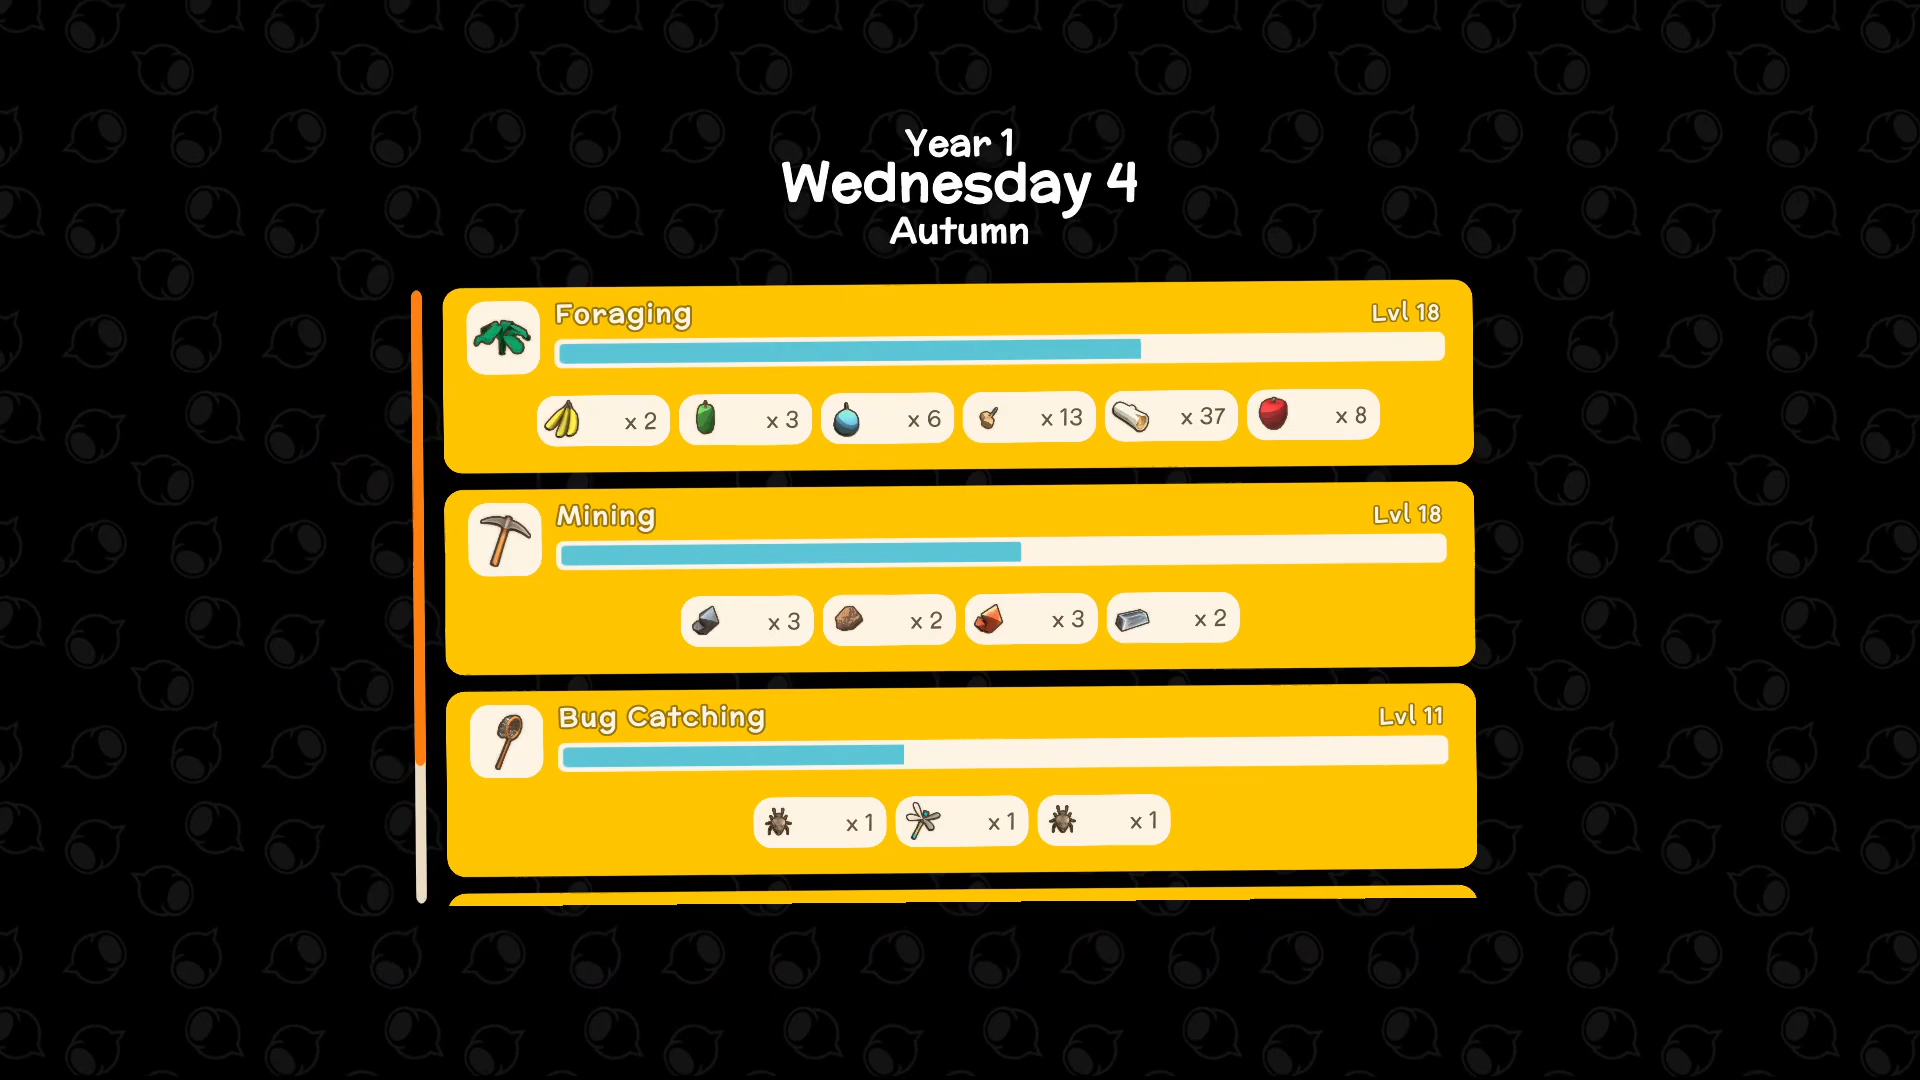 Year 1
Wednesday 4
Autumn
Foraging Lvl 18
x 2 x 3 x 6 x 13 x 37 x 8
Mining Lvl 18
x 3 x 2 x 3 x 2
Bug Catching Lvl 11
x 1 x 1 x 1